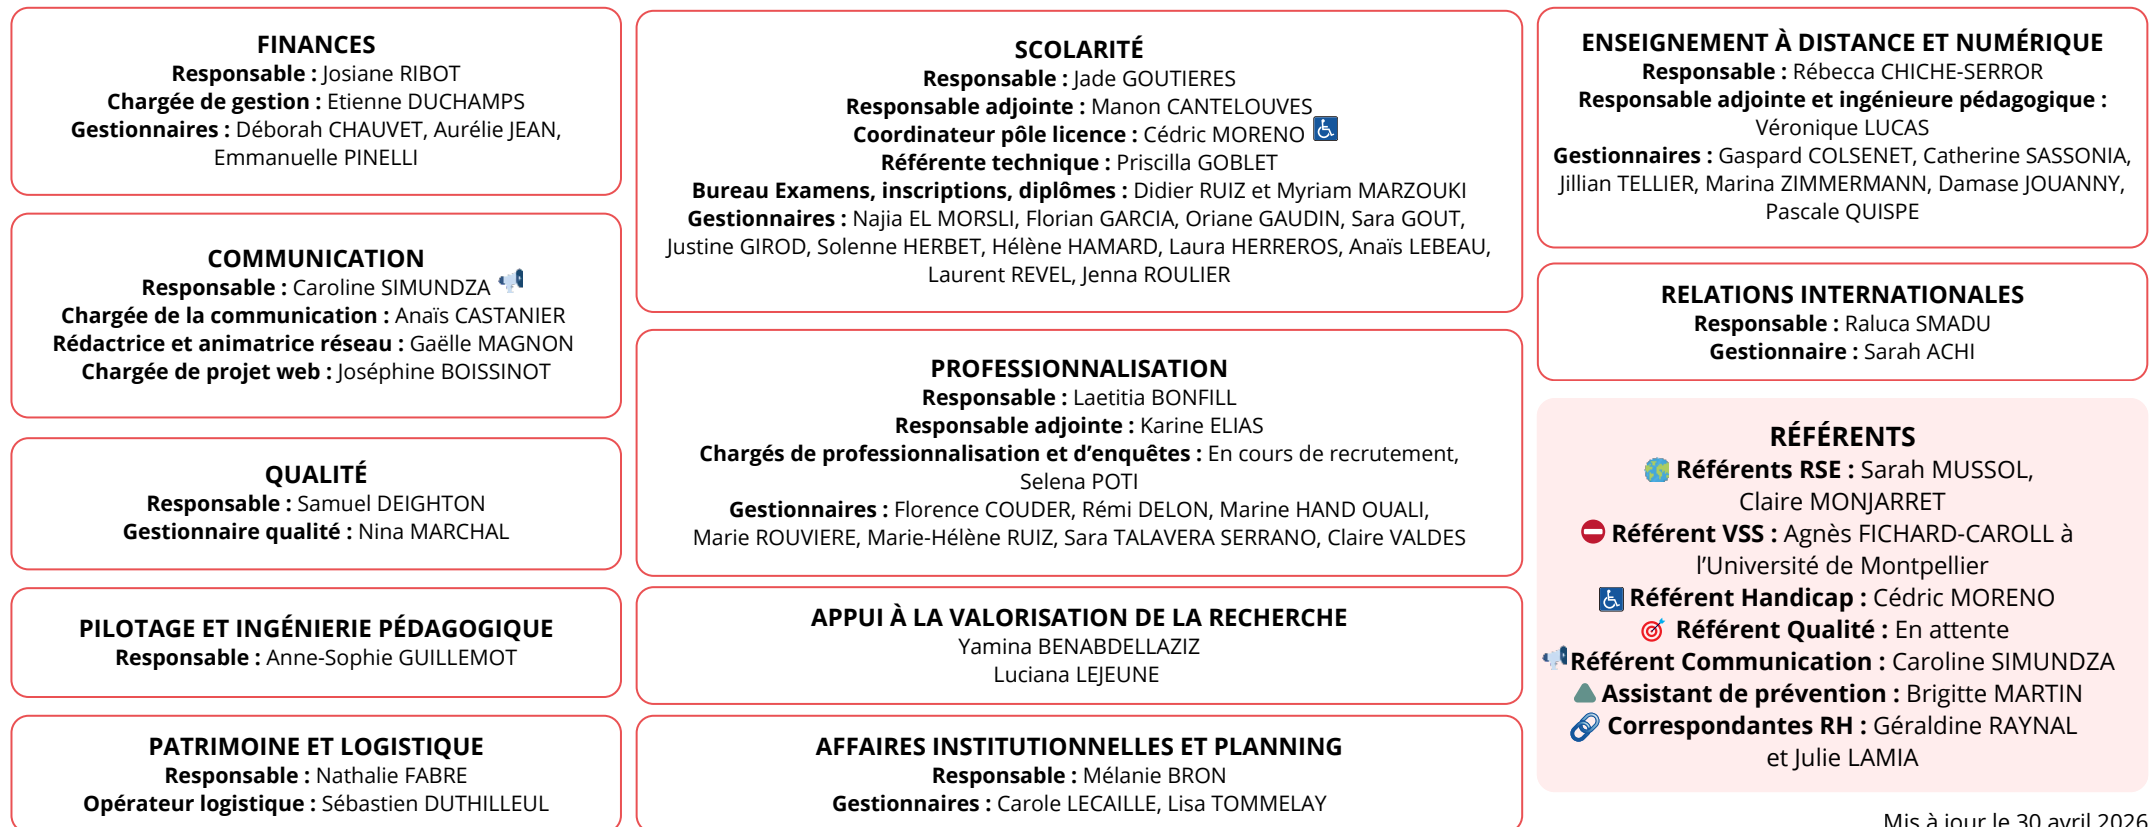 FINANCES
Responsable : Josiane RIBOT
Chargée de gestion : Etienne DUCHAMPS
Gestionnaires : Déborah CHAUVET, Aurélie JEAN,
Emmanuelle PINELLI
COMMUNICATION
Responsable : Caroline SIMUNDZA
Chargée de la communication : Anaïs CASTANIER
Rédactrice et animatrice réseau : Gaëlle MAGNON
Chargée de projet web : Joséphine BOISSINOT
QUALITÉ
Responsable : Samuel DEIGHTON
Gestionnaire qualité : Nina MARCHAL
PILOTAGE ET INGÉNIERIE PÉDAGOGIQUE
Responsable : Anne-Sophie GUILLEMOT
PATRIMOINE ET LOGISTIQUE
Responsable : Nathalie FABRE
Opérateur logistique : Sébastien DUTHILLEUL
SCOLARITÉ
Responsable : Jade GOUTIERES
Responsable adjointe : Manon CANTELOUVES
Coordinateur pôle licence : Cédric MORENO
Référente technique : Priscilla GOBLET
Bureau Examens, inscriptions, diplômes : Didier RUIZ et Myriam MARZOUKI
Gestionnaires : Najia EL MORSLI, Florian GARCIA, Oriane GAUDIN, Sara GOUT,
Justine GIROD, Solenne HERBET, Hélène HAMARD, Laura HERREROS, Anaïs LEBEAU,
Laurent REVEL, Jenna ROULIER
PROFESSIONNALISATION
Responsable : Laetitia BONFILL
Responsable adjointe : Karine ELIAS
Chargés de professionnalisation et d’enquêtes : En cours de recrutement,
Selena POTI
Gestionnaires : Florence COUDER, Rémi DELON, Marine HAND OUALI,
Marie ROUVIERE, Marie-Hélène RUIZ, Sara TALAVERA SERRANO, Claire VALDES
APPUI À LA VALORISATION DE LA RECHERCHE
Yamina BENABDELLAZIZ
Luciana LEJEUNE
AFFAIRES INSTITUTIONNELLES ET PLANNING
Responsable : Mélanie BRON
Gestionnaires : Carole LECAILLE, Lisa TOMMELAY
ENSEIGNEMENT À DISTANCE ET NUMÉRIQUE
Responsable : Rébecca CHICHE-SERROR
Responsable adjointe et ingénieure pédagogique :
Véronique LUCAS
Gestionnaires : Gaspard COLSENET, Catherine SASSONIA,
Jillian TELLIER, Marina ZIMMERMANN, Damase JOUANNY,
Pascale QUISPE
RELATIONS INTERNATIONALES
Responsable : Raluca SMADU
Gestionnaire : Sarah ACHI
RÉFÉRENTS
Référents RSE : Sarah MUSSOL,
Claire MONJARRET
Référent VSS : Agnès FICHARD-CAROLL à
l’Université de Montpellier
Référent Handicap : Cédric MORENO
Référent Qualité : En attente
Référent Communication : Caroline SIMUNDZA
Assistant de prévention : Brigitte MARTIN
Correspondantes RH : Géraldine RAYNAL
et Julie LAMIA
Mis à jour le 30 avril 2026